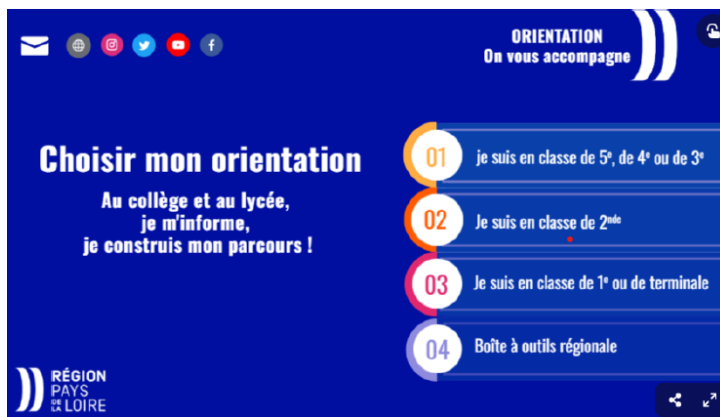 ORIENTATION
On vous accompagne
Choisir mon orientation
Au collège et au lycée,
je m'informe,
je construis mon parcours !
01 je suis en classe de 5e, de 4e ou de 3e
02 Je suis en classe de 2nde
03 Je suis en classe de 1e ou de terminale
04 Boîte à outils régionale
RÉGION
PAYS
DE LA LOIRE